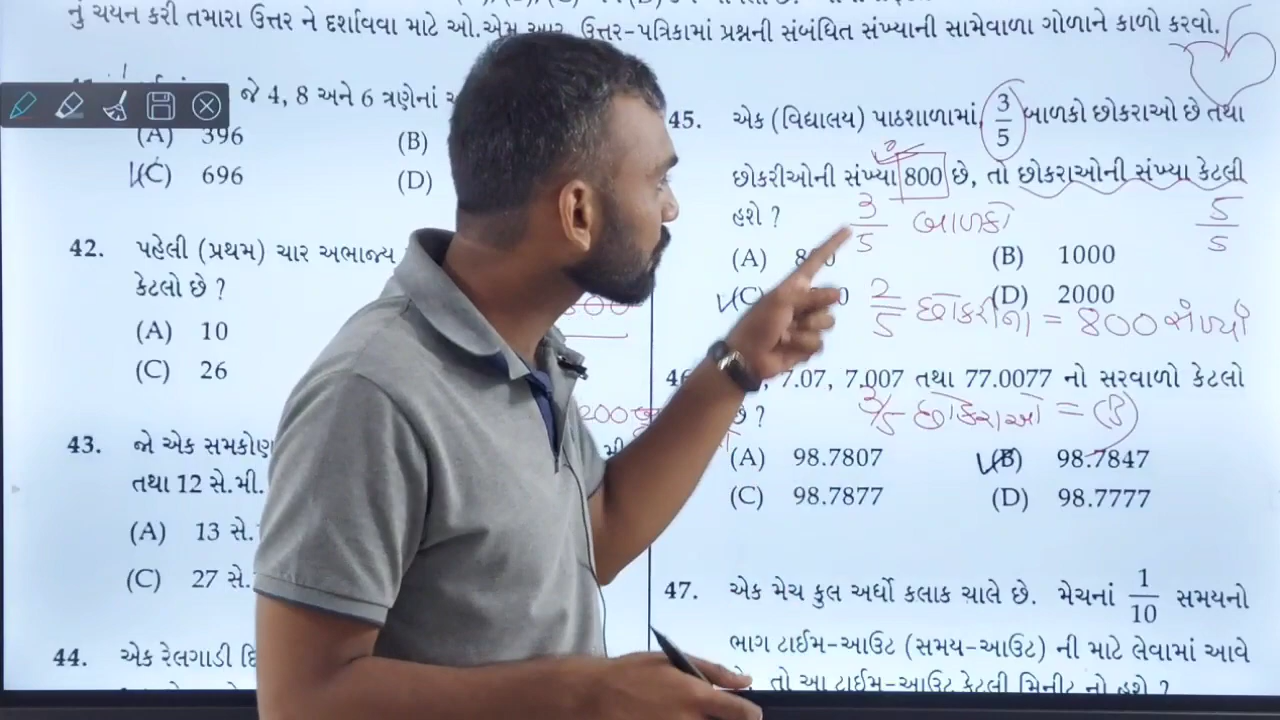 નું ચયન કરી તમારા ઉત્તર ને દર્શાવવા માટે ઓ.એમ.આર. ઉત્તર-પત્રિકામાં પ્રશ્નની સંબંધિત સંખ્યાની સામેવાળા ગોળાને કાળો કરવો.
જે 4, 8 અને 6 ત્રણેનાં
(A) 396
(B)
(C) 696
(D)
42. પહેલી (પ્રથમ) ચાર અભાજ્ય
કેટલો છે ?
(A) 10
(C) 26
43. જો એક સમકોણ
તથા 12 સે.મી.
(A) 13 સે.
(C) 27 સે.
44. એક રેલગાડી
200
45. એક (વિદ્યાલય) પાઠશાળામાં 3/5 બાળકો છોકરાઓ છે તથા
છોકરીઓની સંખ્યા 800 છે, તો છોકરાઓની સંખ્યા કેટલી
હશે ?
3/5 બાળકો
5/5
(A)
(B) 1000
(C)
(D) 2000
2/5 છોકરીના = 800 સંખ્યા
7.07, 7.007 તથા 77.0077 નો સરવાળો કેટલો
છે ?
3/5 છોકરાઓ = (?)
(A) 98.7807
(B) 98.7847
(C) 98.7877
(D) 98.7777
47. એક મેચ કુલ અર્ધો કલાક ચાલે છે. મેચનાં 1/10 સમયનો
ભાગ ટાઈમ-આઉટ (સમય-આઉટ) ની માટે લેવામાં આવે
તો આ ટાઈમ-આઉટ કેટલી મિનીટ નો હશે ?